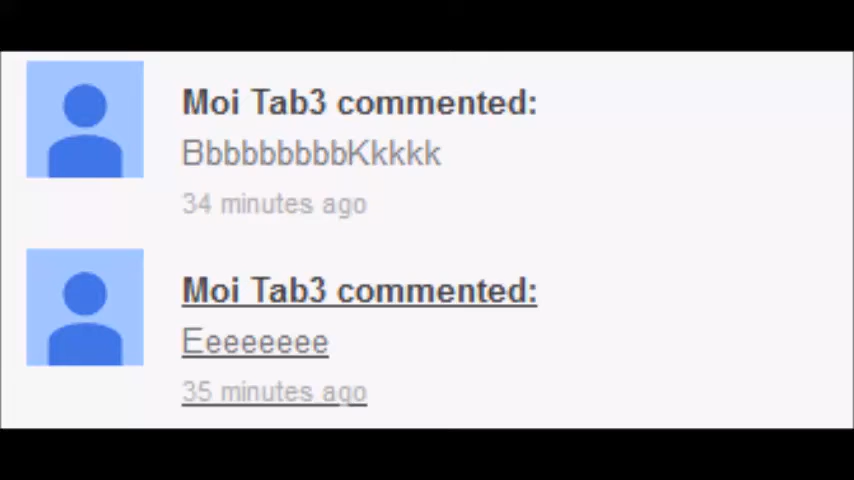 Moi Tab3 commented:
BbbbbbbbbKkkkk
34 minutes ago
Moi Tab3 commented:
Eeeeeeee
35 minutes ago